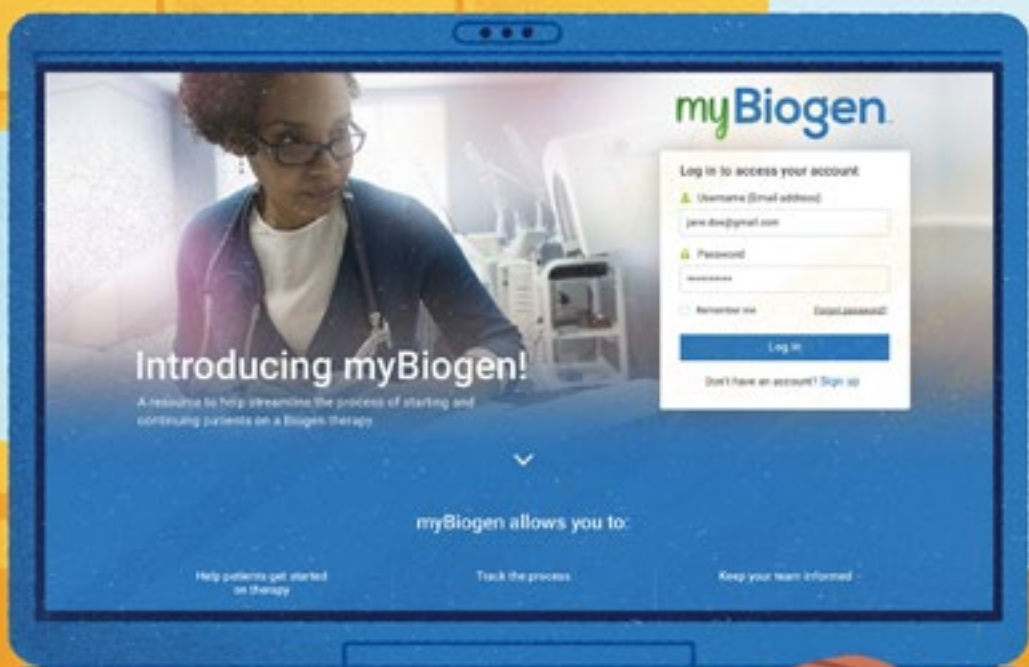 myBiogen
Log in to access your account
Username (Email address)
jane.doe@gmail.com
Password
Remember me Forgot password?
Log In
Don't have an account? Sign up
Introducing myBiogen!
A resource to help streamline the process of starting and
continuing patients on a Biogen therapy
myBiogen allows you to:
Help patients get started
on therapy
Track the process
Keep your team informed